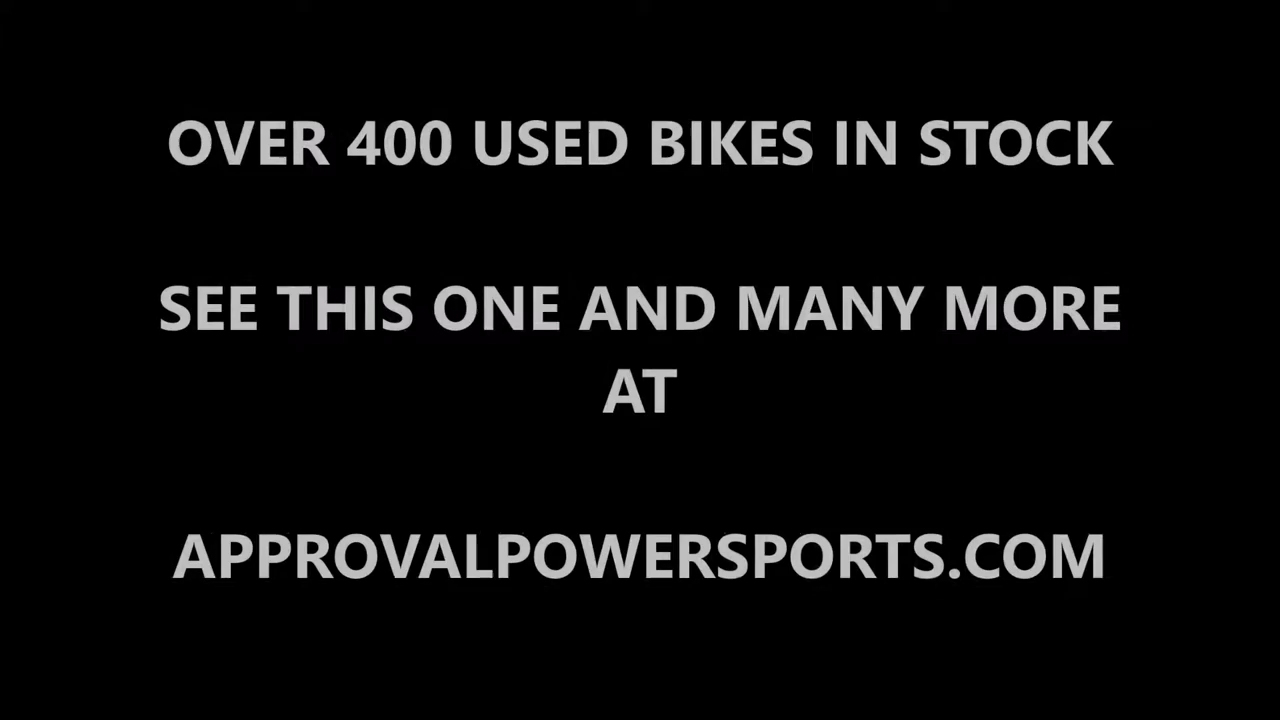 OVER 400 USED BIKES IN STOCK
SEE THIS ONE AND MANY MORE
AT
APPROVALPOWERSPORTS.COM